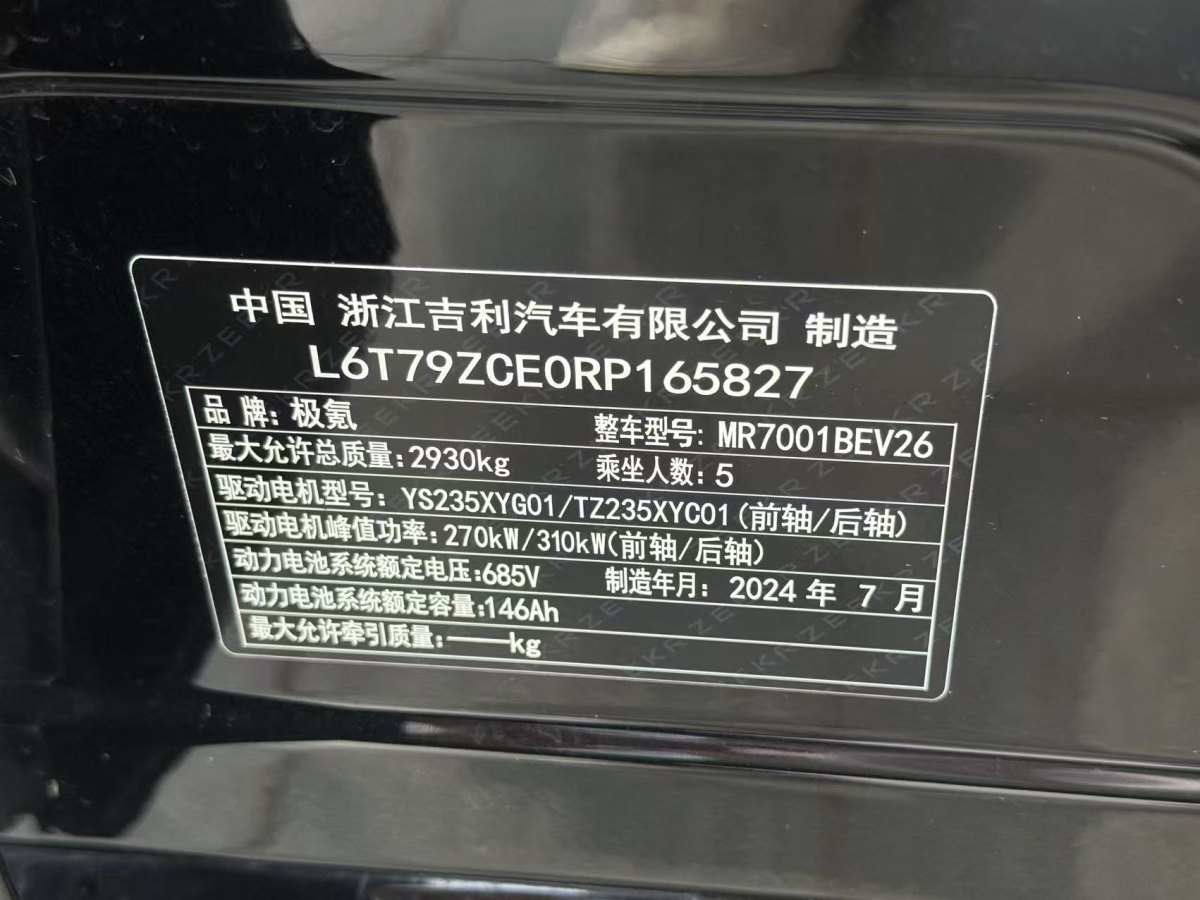 中国 浙江吉利汽车有限公司 制造
L6T79ZCE0RP165827
品 牌: 极氪 整车型号: MR7001BEV26
最大允许总质量:2930kg 乘坐人数: 5
驱动电机型号: YS235XYG01/TZ235XYC01(前轴/后轴)
驱动电机峰值功率:270kW/310kW(前轴/后轴)
动力电池系统额定电压:685V 制造年月: 2024 年 7 月
动力电池系统额定容量:146Ah
最大允许牵引质量:——kg